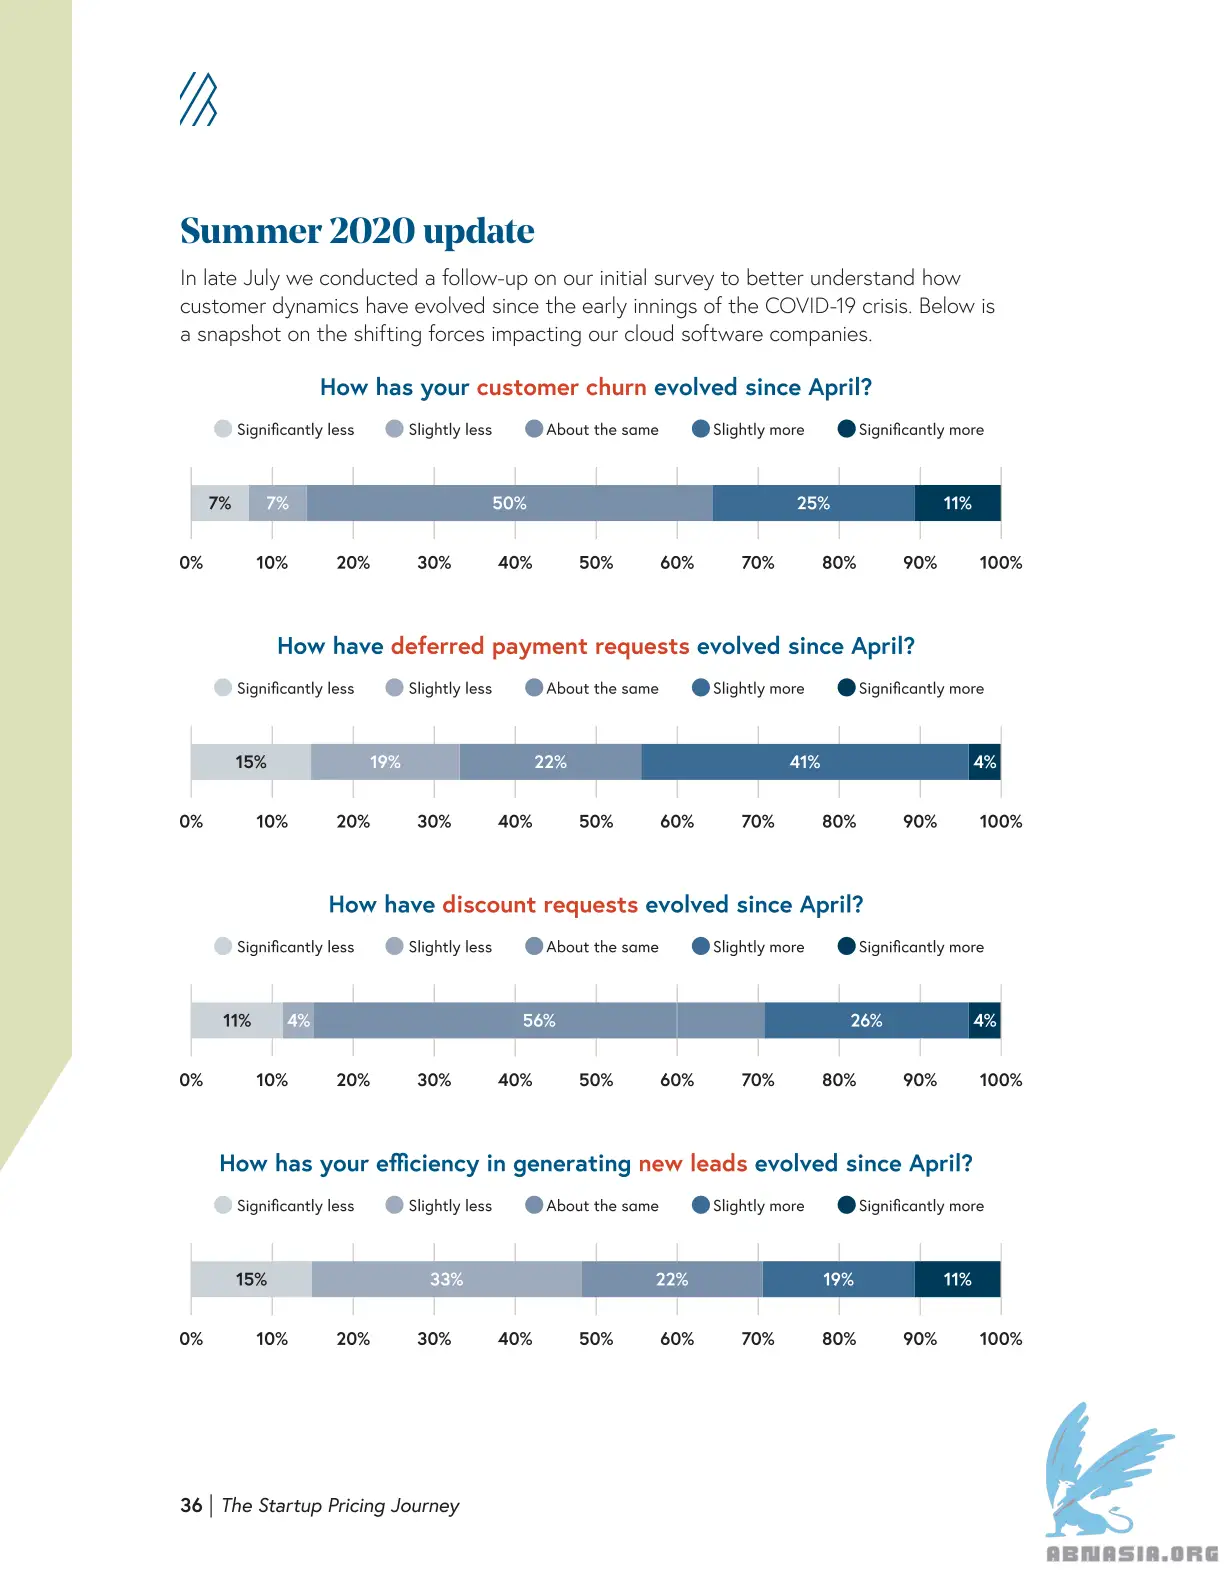 Summer 2020 update
In late July we conducted a follow-up on our initial survey to better understand how
customer dynamics have evolved since the early innings of the COVID-19 crisis. Below is
a snapshot on the shifting forces impacting our cloud software companies.
How has your customer churn evolved since April?
Significantly less Slightly less About the same Slightly more Significantly more
7% 7% 50% 25% 11%
0% 10% 20% 30% 40% 50% 60% 70% 80% 90% 100%
How have deferred payment requests evolved since April?
Significantly less Slightly less About the same Slightly more Significantly more
15% 19% 22% 41% 4%
0% 10% 20% 30% 40% 50% 60% 70% 80% 90% 100%
How have discount requests evolved since April?
Significantly less Slightly less About the same Slightly more Significantly more
11% 4% 56% 26% 4%
0% 10% 20% 30% 40% 50% 60% 70% 80% 90% 100%
How has your efficiency in generating new leads evolved since April?
Significantly less Slightly less About the same Slightly more Significantly more
15% 33% 22% 19% 11%
0% 10% 20% 30% 40% 50% 60% 70% 80% 90% 100%
36 | The Startup Pricing Journey
ABNASIA.ORG